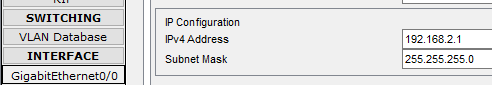 RIP
SWITCHING
VLAN Database
INTERFACE
GigabitEthernet0/0
IP Configuration
IPv4 Address
192.168.2.1
Subnet Mask
255.255.255.0